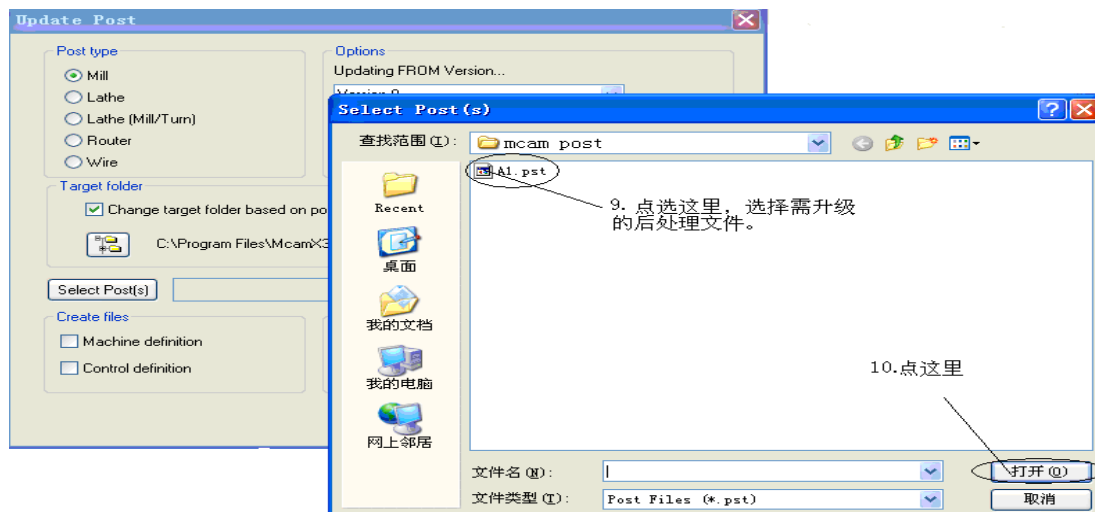 Update Post
Post type
Mill
Lathe
Lathe (Mill/Turn)
Router
Wire
Options
Updating FROM Version...
Target folder
Change target folder based on po
C:\Program Files\McamX3
Select Post(s)
Create files
Machine definition
Control definition
Select Post(s)
查找范围(I):
mcam post
A1.pst
Recent
桌面
我的文档
我的电脑
网上邻居
9. 点选这里，选择需升级
的后处理文件。
10.点这里
文件名(N):
打开(O)
文件类型(T):
Post Files (*.pst)
取消